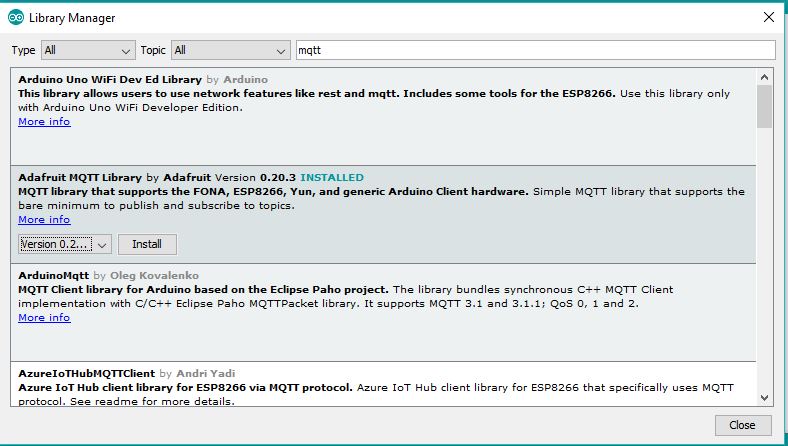 Library Manager
Type All Topic All mqtt
Arduino Uno WiFi Dev Ed Library by Arduino
This library allows users to use network features like rest and mqtt. Includes some tools for the ESP8266. Use this library only
with Arduino Uno WiFi Developer Edition.
More info
Adafruit MQTT Library by Adafruit Version 0.20.3 INSTALLED
MQTT library that supports the FONA, ESP8266, Yun, and generic Arduino Client hardware. Simple MQTT library that supports the
bare minimum to publish and subscribe to topics.
More info
Version 0.2... Install
ArduinoMqtt by Oleg Kovalenko
MQTT Client library for Arduino based on the Eclipse Paho project. The library bundles synchronous C++ MQTT Client
implementation with C/C++ Eclipse Paho MQTTPacket library. It supports MQTT 3.1 and 3.1.1; QoS 0, 1 and 2.
More info
AzureIoTHubMQTTClient by Andri Yadi
Azure IoT Hub client library for ESP8266 via MQTT protocol. Azure IoT Hub client library for ESP8266 that specifically uses MQTT
protocol. See readme for more details.
Close